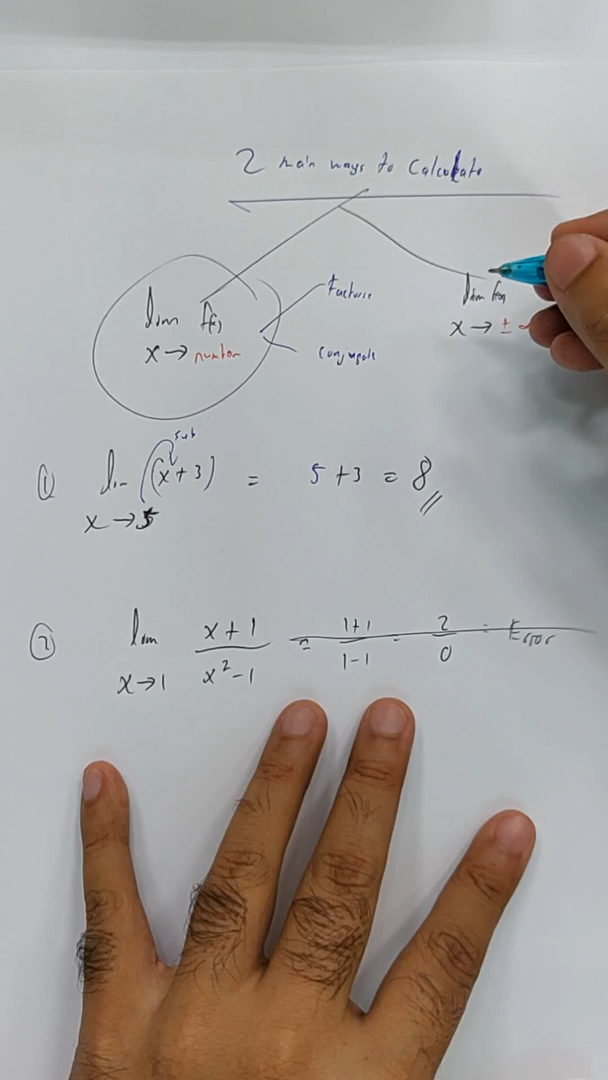 2 main ways to Calculate
lim f(x)
x → number
Factorise
Conjugate
lim f(x)
x → ±
sub
① lim (x + 3) = 5 + 3 = 8
x → 5
② lim x + 1 / x² - 1 = 1 + 1 / 1 - 1 = 2 / 0 = Error
x → 1